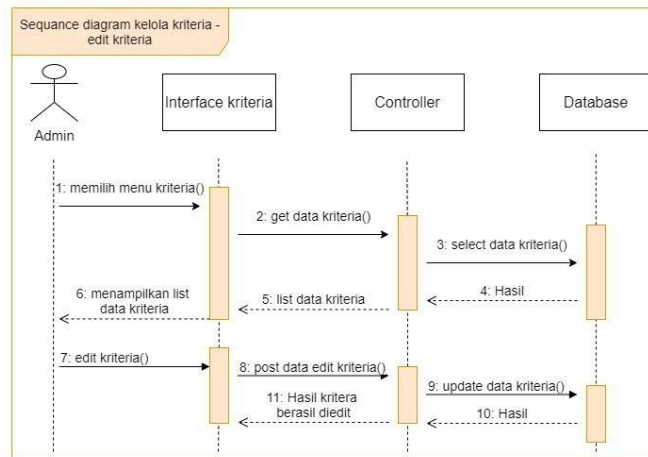 Sequance diagram kelola kriteria -
edit kriteria
Admin
Interface kriteria
Controller
Database
1: memilih menu kriteria()
2: get data kriteria()
3: select data kriteria()
4: Hasil
5: list data kriteria
6: menampilkan list
data kriteria
7: edit kriteria()
8: post data edit kriteria()
9: update data kriteria()
10: Hasil
11: Hasil kritera
berasil diedit